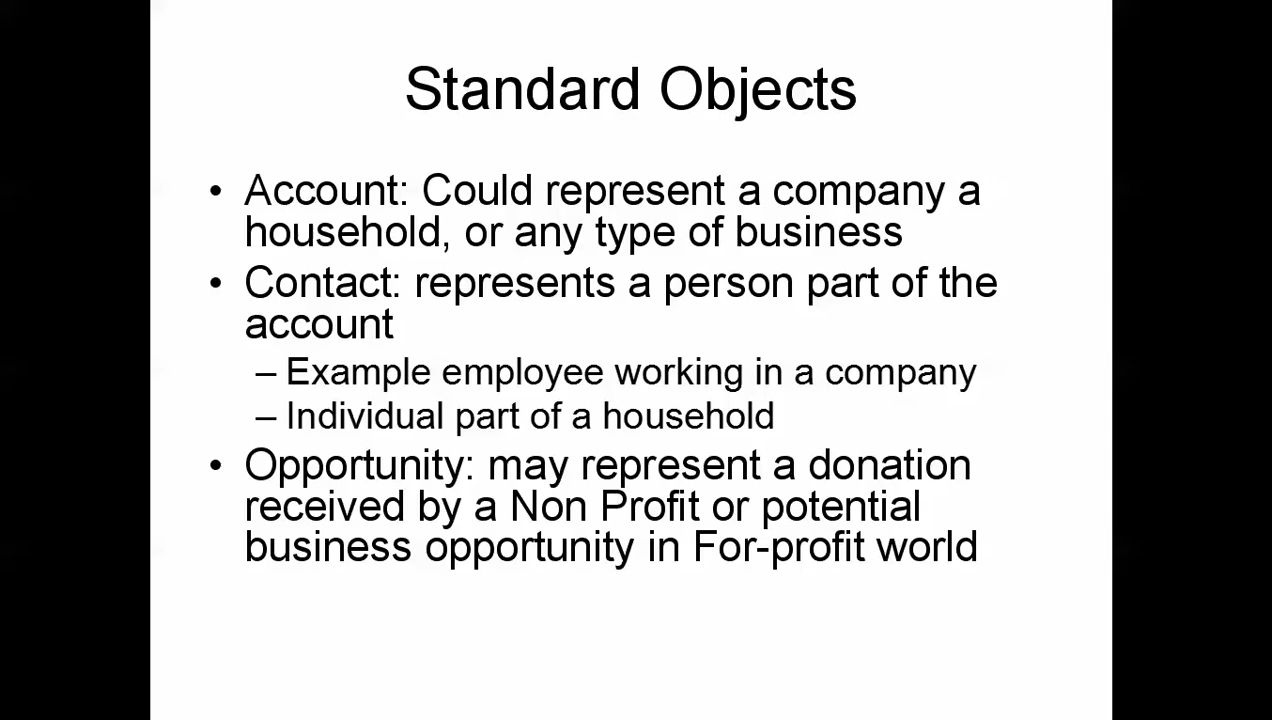 Standard Objects
• Account: Could represent a company a
household, or any type of business
• Contact: represents a person part of the
account
– Example employee working in a company
– Individual part of a household
• Opportunity: may represent a donation
received by a Non Profit or potential
business opportunity in For-profit world